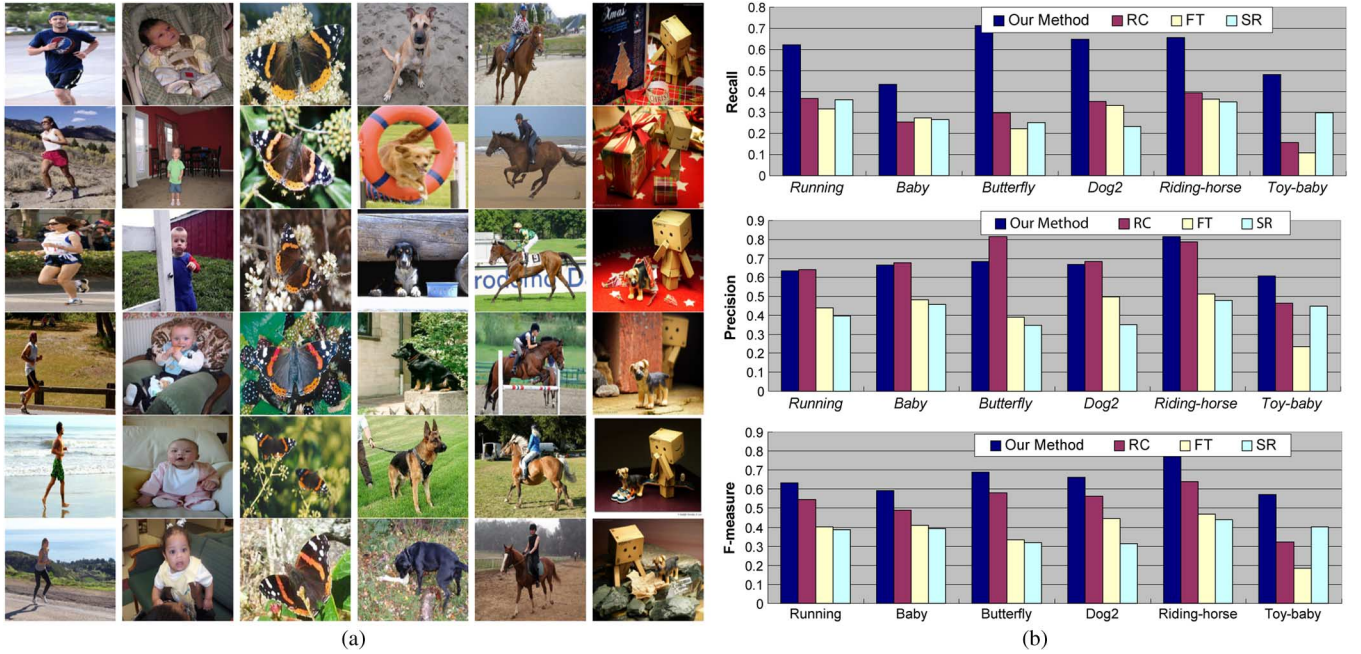 Xmas
3
rodomo Da
(a)
Recall
0.8
0.7
0.6
0.5
0.4
0.3
0.2
0.1
0
Our Method RC FT SR
Running Baby Butterfly Dog2 Riding-horse Toy-baby
Precision
0.9
0.8
0.7
0.6
0.5
0.4
0.3
0.2
0.1
0
Our Method RC FT SR
Running Baby Butterfly Dog2 Riding-horse Toy-baby
F-measure
0.9
0.8
0.7
0.6
0.5
0.4
0.3
0.2
0.1
0
Our Method RC FT SR
Running Baby Butterfly Dog2 Riding-horse Toy-baby
(b)